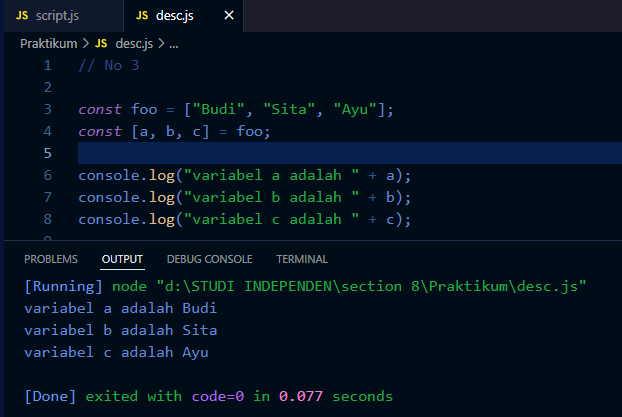 JS script.js JS desc.js ×
Praktikum > JS desc.js > ...
1 // No 3
2
3 const foo = ["Budi", "Sita", "Ayu"];
4 const [a, b, c] = foo;
5
6 console.log("variabel a adalah " + a);
7 console.log("variabel b adalah " + b);
8 console.log("variabel c adalah " + c);
PROBLEMS OUTPUT DEBUG CONSOLE TERMINAL
[Running] node "d:\STUDI INDEPENDEN\section 8\Praktikum\desc.js"
variabel a adalah Budi
variabel b adalah Sita
variabel c adalah Ayu
[Done] exited with code=0 in 0.077 seconds